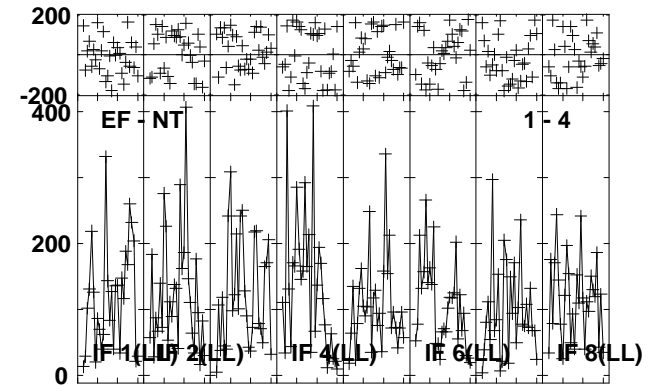 200
-200
400
EF - NT
1 - 4
200
IF 1(LL)
IF 2(LL)
IF 4(LL)
IF 6(LL)
IF 8(LL)
0